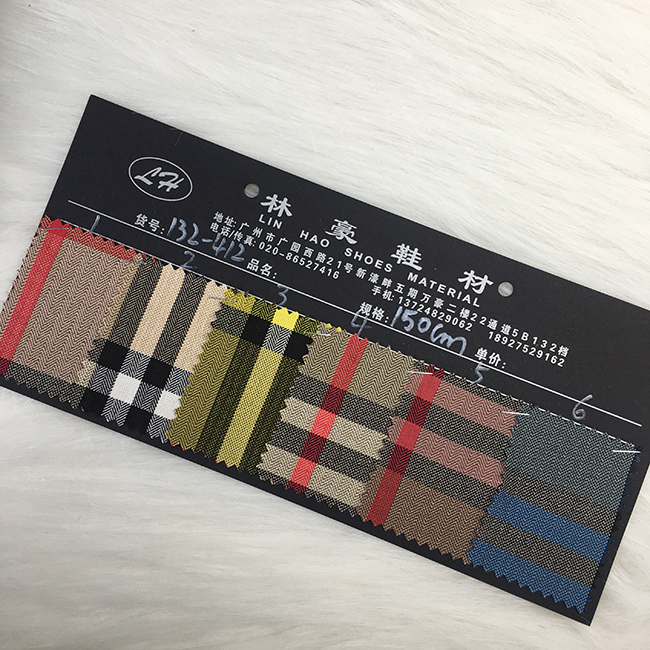 LH
林豪鞋材
LIN HAO SHOES MATERIAL
地址:广州市广园西路21号新濠畔五期万豪二楼22通道5B132档
电话/传真:020-86527416 手机:13724829062 18927529162
货号:132-412 品名: 规格:150cm 单价:
1 2 3 4 5 6